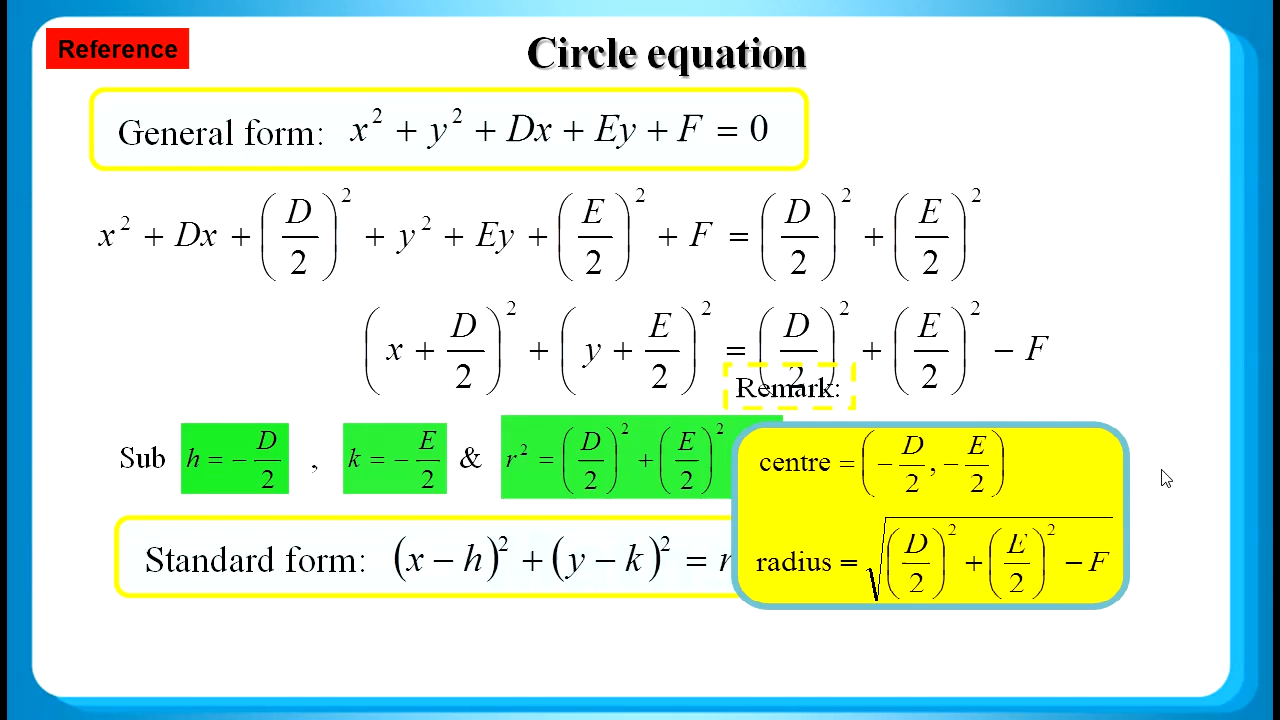 Reference
Circle equation
General form: x² + y² + Dx + Ey + F = 0
x² + Dx + (D/2)² + y² + Ey + (E/2)² + F = (D/2)² + (E/2)²
(x + D/2)² + (y + E/2)² = (D/2)² + (E/2)² − F
Remark:
Sub h = −D/2 , k = −E/2 & r² = (D/2)² + (E/2)²
centre = (−D/2, −E/2)
Standard form: (x − h)² + (y − k)² = r
radius = √((D/2)² + (E/2)² − F)